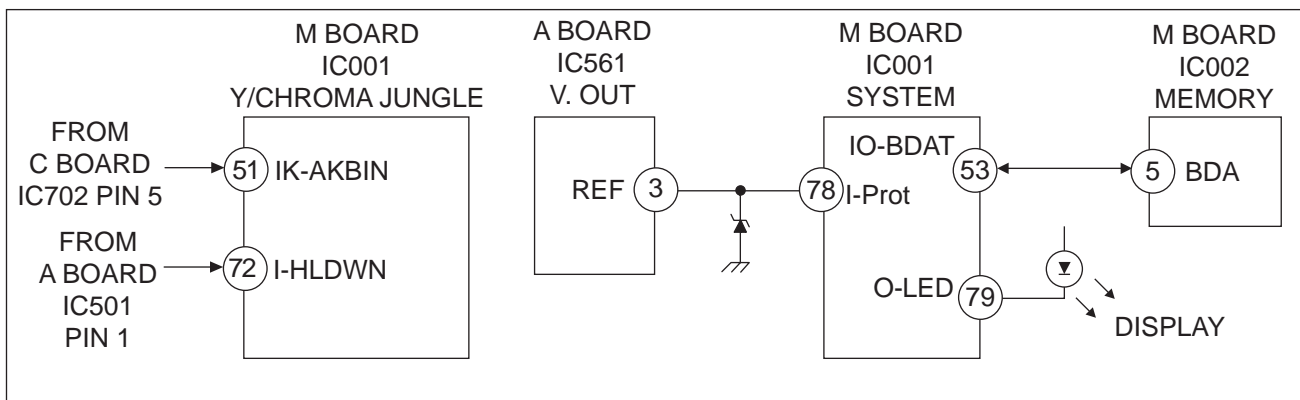 M BOARD
IC001
Y/CHROMA JUNGLE
FROM
C BOARD
IC702 PIN 5
51
IK-AKBIN
FROM
A BOARD
IC501
PIN 1
72
I-HLDWN
A BOARD
IC561
V. OUT
REF
3
M BOARD
IC001
SYSTEM
78
I-Prot
IO-BDAT
53
O-LED
79
M BOARD
IC002
MEMORY
5
BDA
DISPLAY